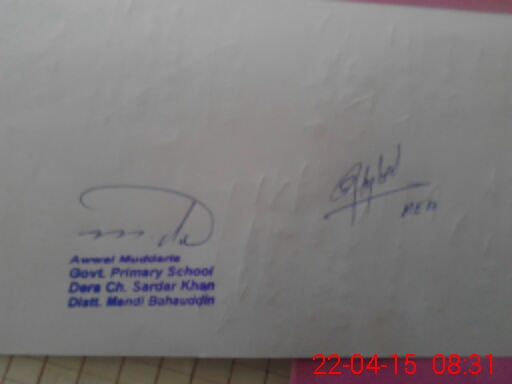 Awwal Muddaris
Govt. Primary School
Dera Ch. Sardar Khan
Distt. Mandi Bahauddin
22-04-15 08:31